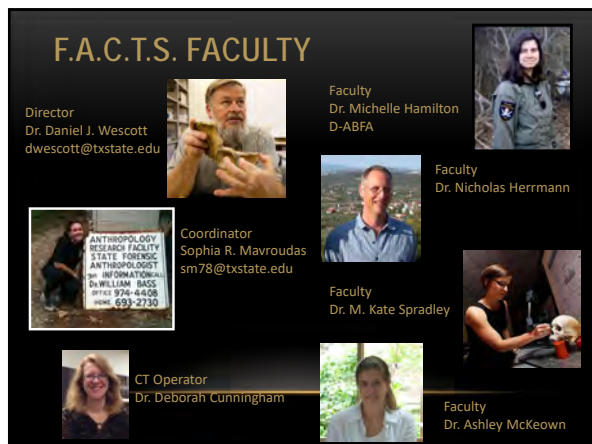 F.A.C.T.S. FACULTY
Director
Dr. Daniel J. Wescott
dwescott@txstate.edu
Faculty
Dr. Michelle Hamilton
D-ABFA
Faculty
Dr. Nicholas Herrmann
ANTHROPOLOGY
RESEARCH FACILITY
STATE FORENSIC
ANTHROPOLOGIST
INFORMATION CALL
DR. WILLIAM BASS
OFFICE 974-4408
HOME 693-2730
Coordinator
Sophia R. Mavroudas
sm78@txstate.edu
Faculty
Dr. M. Kate Spradley
CT Operator
Dr. Deborah Cunningham
Faculty
Dr. Ashley McKeown